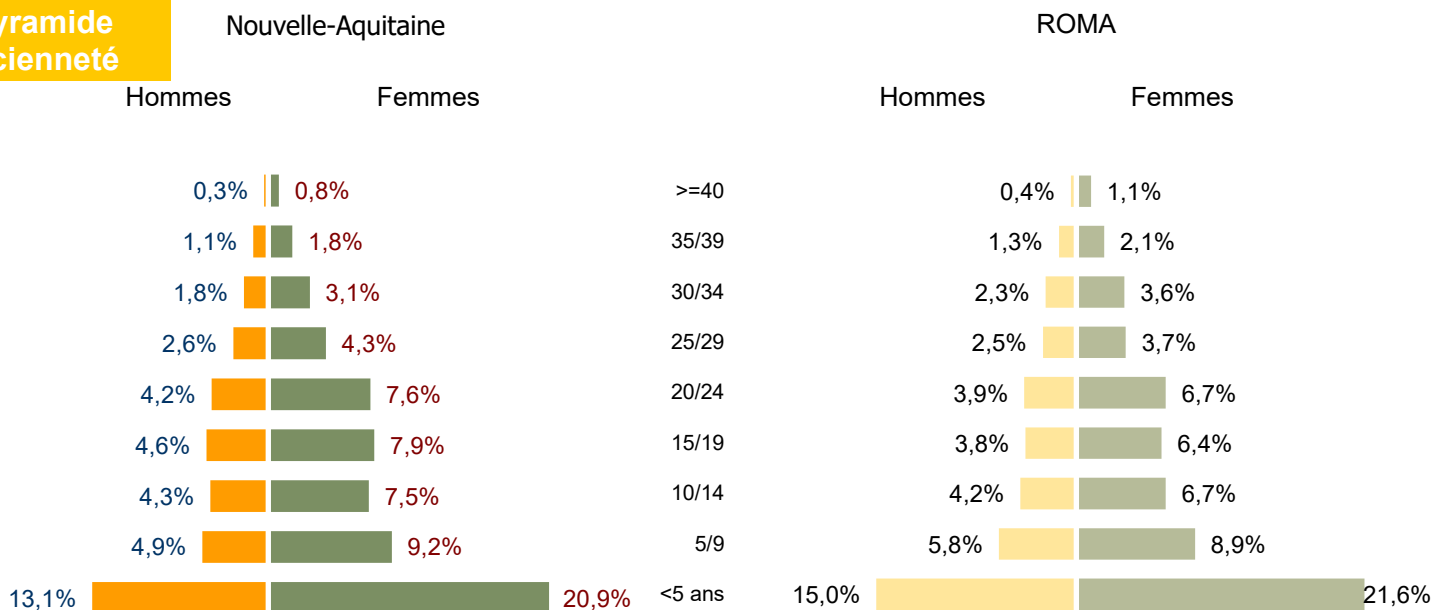 yramide
cienneté
Nouvelle-Aquitaine ROMA
Hommes Femmes Hommes Femmes
0,3% 0,8% >=40 0,4% 1,1%
1,1% 1,8% 35/39 1,3% 2,1%
1,8% 3,1% 30/34 2,3% 3,6%
2,6% 4,3% 25/29 2,5% 3,7%
4,2% 7,6% 20/24 3,9% 6,7%
4,6% 7,9% 15/19 3,8% 6,4%
4,3% 7,5% 10/14 4,2% 6,7%
4,9% 9,2% 5/9 5,8% 8,9%
13,1% 20,9% <5 ans 15,0% 21,6%